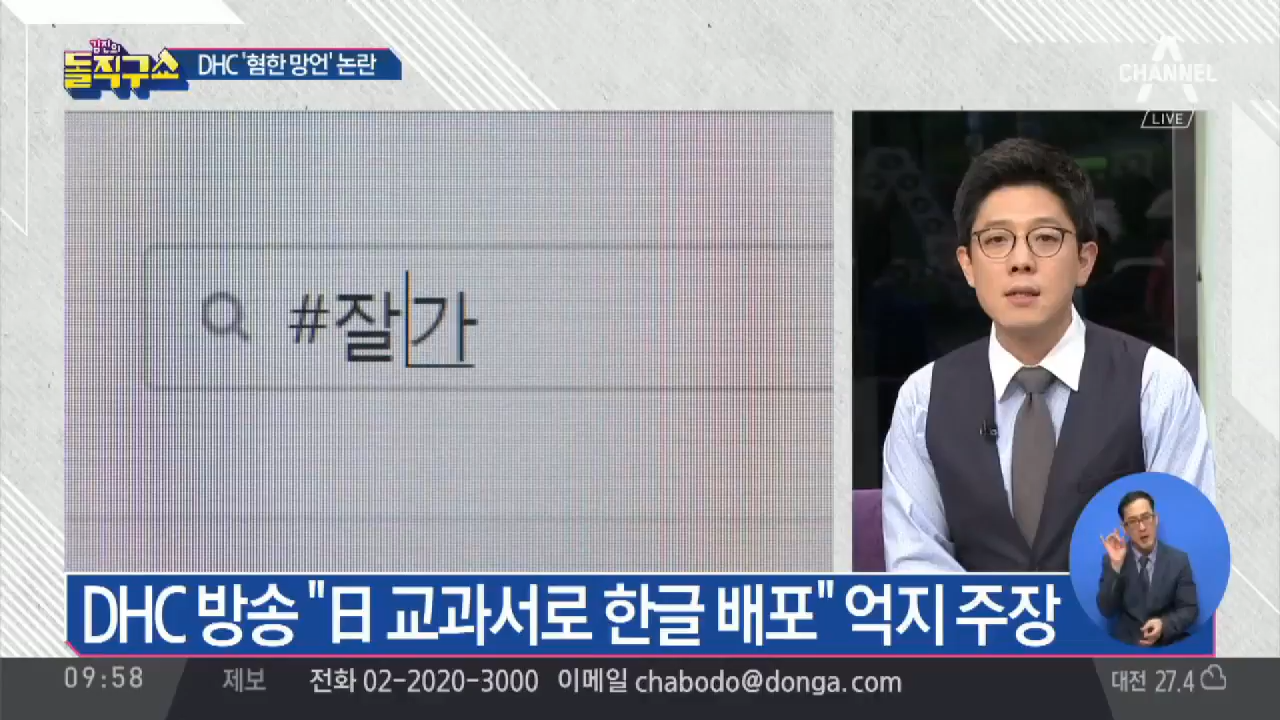 김진의
돌직구쇼
DHC '혐한 망언' 논란
CHANNEL A
LIVE
#잘가
DHC 방송 "日 교과서로 한글 배포" 억지 주장
09:58 제보 전화 02-2020-3000 이메일 chabodo@donga.com 대전 27.4